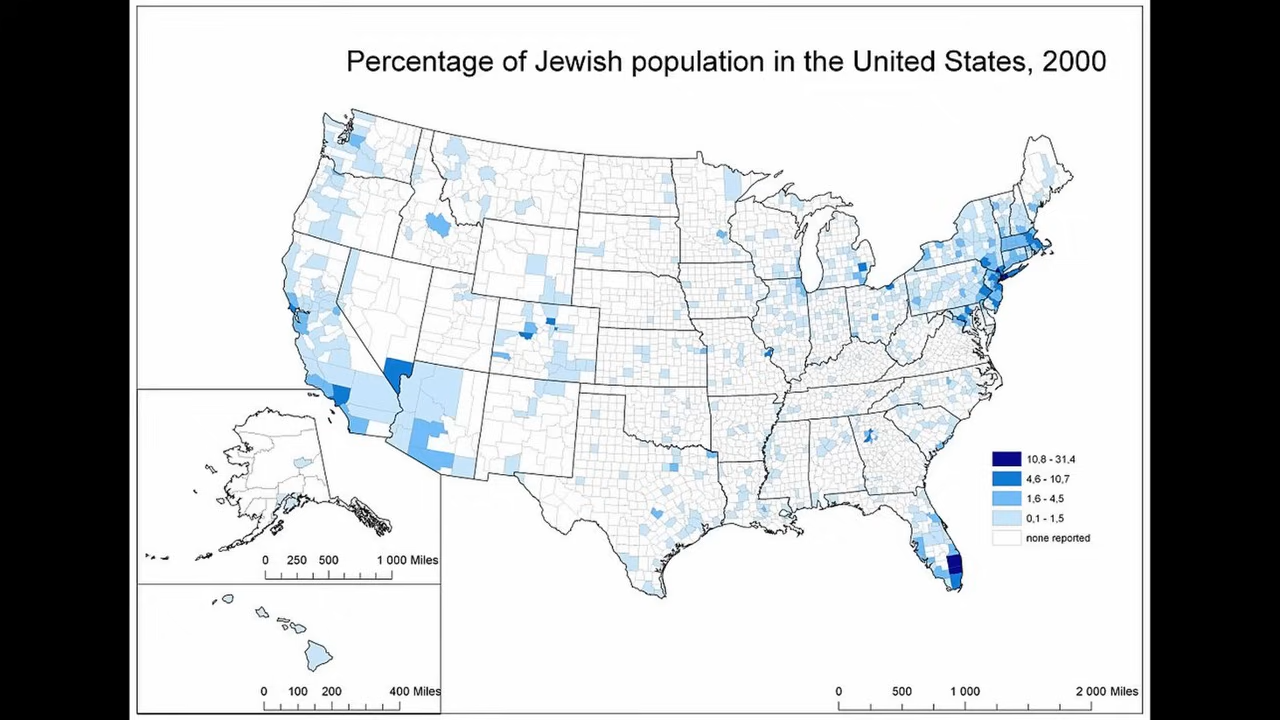 Percentage of Jewish population in the United States, 2000
10,8 - 31,4
4,6 - 10,7
1,6 - 4,5
0,1 - 1,5
none reported
0 250 500 1 000 Miles
0 100 200 400 Miles
0 500 1 000 2 000 Miles